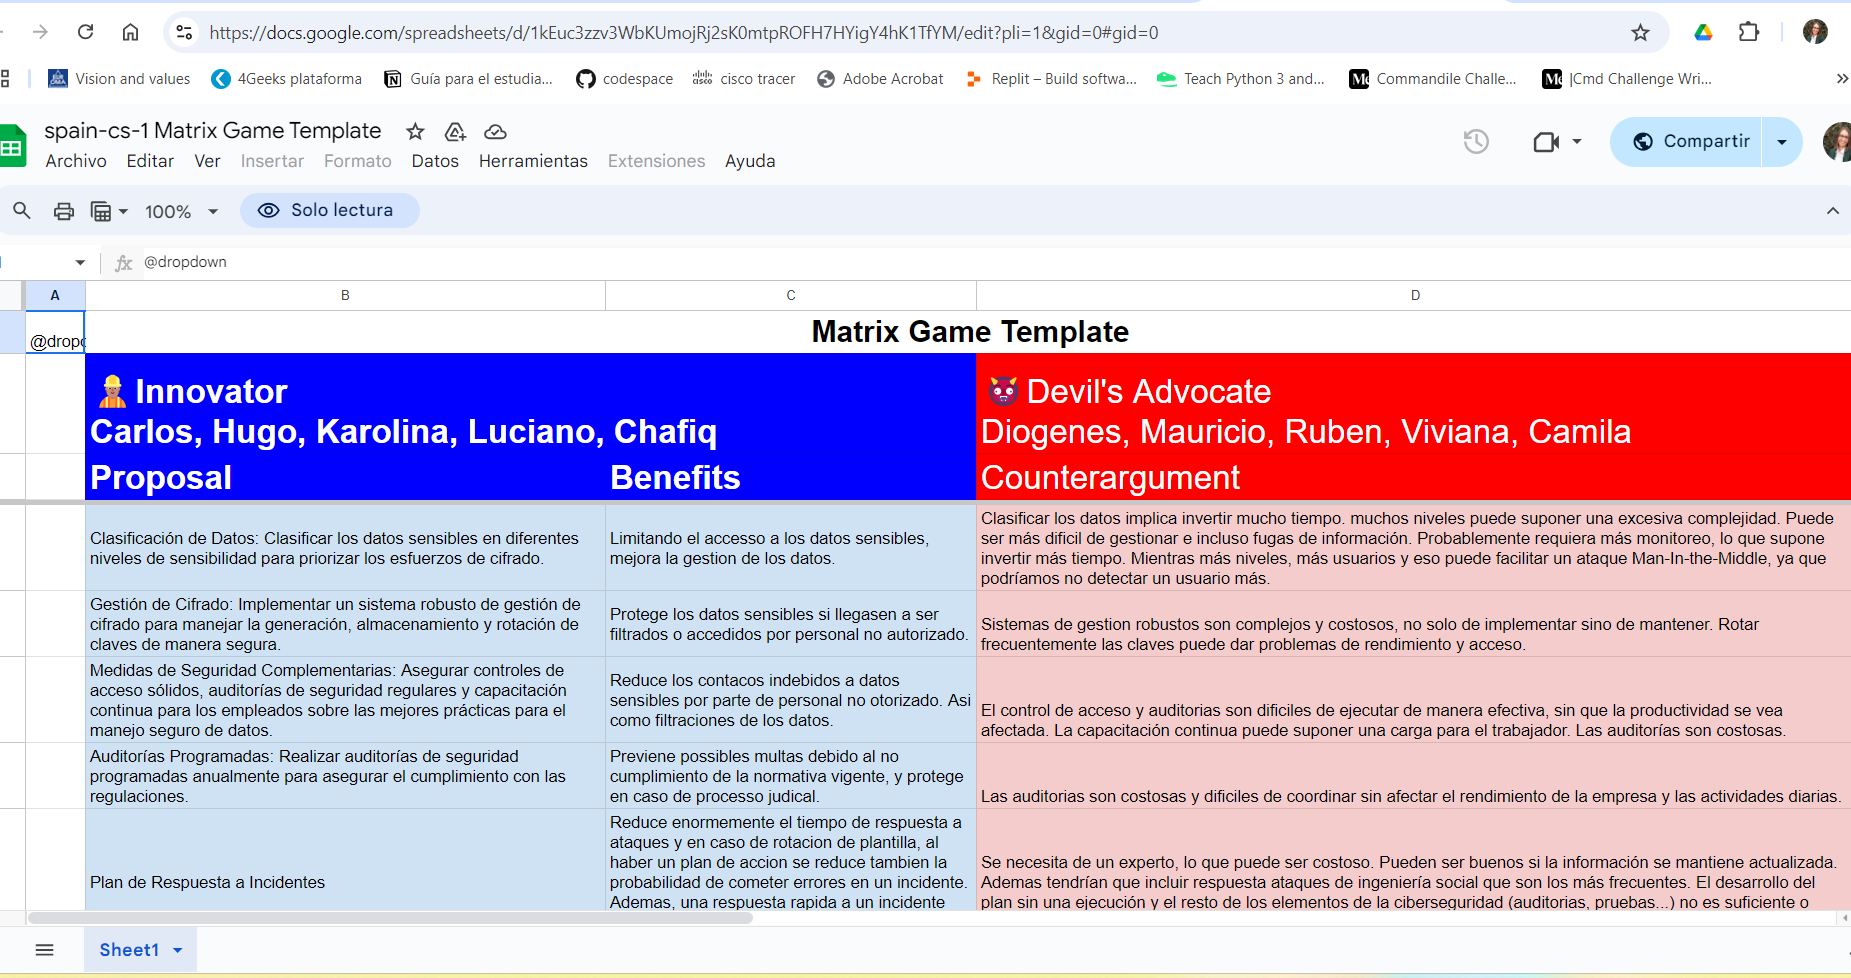 https://docs.google.com/spreadsheets/d/1kEuc3zzv3WbKUmojRj2sK0mtpROFH7HYigY4hK1TfYM/edit?pli=1&gid=0#gid=0
Vision and values
4Geeks plataforma
Guía para el estudia...
codespace
cisco tracer
Adobe Acrobat
Replit – Build softwa...
Teach Python 3 and...
Commandile Challe...
|Cmd Challenge Wri...
spain-cs-1 Matrix Game Template
Archivo Editar Ver Insertar Formato Datos Herramientas Extensiones Ayuda
Compartir
100%
Solo lectura
fx @dropdown
A B C D
@dropd
Matrix Game Template
Innovator
Carlos, Hugo, Karolina, Luciano, Chafiq
Proposal
Benefits
Devil's Advocate
Diogenes, Mauricio, Ruben, Viviana, Camila
Counterargument
Clasificación de Datos: Clasificar los datos sensibles en diferentes
niveles de sensibilidad para priorizar los esfuerzos de cifrado.
Limitando el accesso a los datos sensibles,
mejora la gestion de los datos.
Clasificar los datos implica invertir mucho tiempo. muchos niveles puede suponer una excesiva complejidad. Puede
ser más dificil de gestionar e incluso fugas de información. Probablemente requiera más monitoreo, lo que supone
invertir más tiempo. Mientras más niveles, más usuarios y eso puede facilitar un ataque Man-In-the-Middle, ya que
podríamos no detectar un usuario más.
Gestión de Cifrado: Implementar un sistema robusto de gestión de
cifrado para manejar la generación, almacenamiento y rotación de
claves de manera segura.
Protege los datos sensibles si llegasen a ser
filtrados o accedidos por personal no autorizado.
Sistemas de gestion robustos son complejos y costosos, no solo de implementar sino de mantener. Rotar
frecuentemente las claves puede dar problemas de rendimiento y acceso.
Medidas de Seguridad Complementarias: Asegurar controles de
acceso sólidos, auditorías de seguridad regulares y capacitación
continua para los empleados sobre las mejores prácticas para el
manejo seguro de datos.
Reduce los contacos indebidos a datos
sensibles por parte de personal no otorizado. Asi
como filtraciones de los datos.
El control de acceso y auditorias son dificiles de ejecutar de manera efectiva, sin que la productividad se vea
afectada. La capacitación continua puede suponer una carga para el trabajador. Las auditorías son costosas.
Auditorías Programadas: Realizar auditorías de seguridad
programadas anualmente para asegurar el cumplimiento con las
regulaciones.
Previene possibles multas debido al no
cumplimiento de la normativa vigente, y protege
en caso de processo judical.
Las auditorias son costosas y dificiles de coordinar sin afectar el rendimiento de la empresa y las actividades diarias.
Plan de Respuesta a Incidentes
Reduce enormemente el tiempo de respuesta a
ataques y en caso de rotacion de plantilla, al
haber un plan de accion se reduce tambien la
probabilidad de cometer errores en un incidente.
Ademas, una respuesta rapida a un incidente
Se necesita de un experto, lo que puede ser costoso. Pueden ser buenos si la información se mantiene actualizada.
Ademas tendrían que incluir respuesta ataques de ingeniería social que son los más frecuentes. El desarrollo del
plan sin una ejecución y el resto de los elementos de la ciberseguridad (auditorias, pruebas...) no es suficiente o
Sheet1